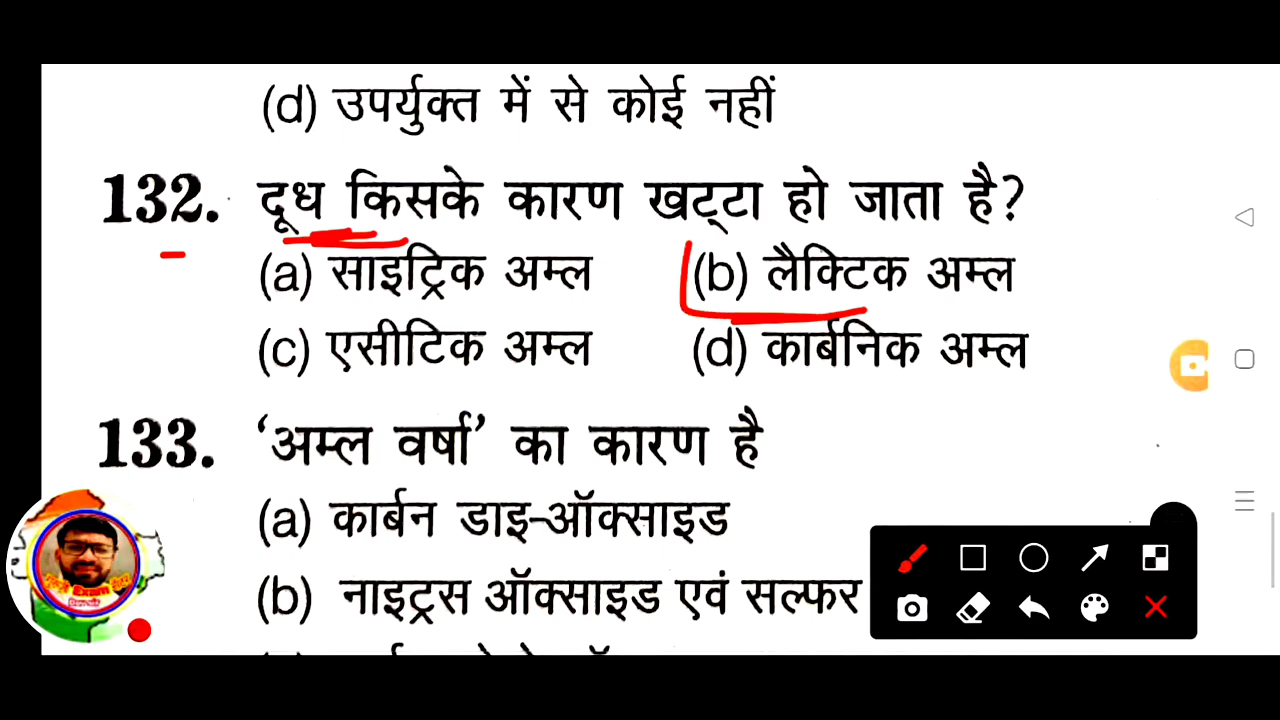 (d) उपर्युक्त में से कोई नहीं
132. दूध किसके कारण खट्टा हो जाता है?
(a) साइट्रिक अम्ल (b) लैक्टिक अम्ल
(c) एसीटिक अम्ल (d) कार्बनिक अम्ल
133. ‘अम्ल वर्षा’ का कारण है
(a) कार्बन डाइ-ऑक्साइड
(b) नाइट्रस ऑक्साइड एवं सल्फर